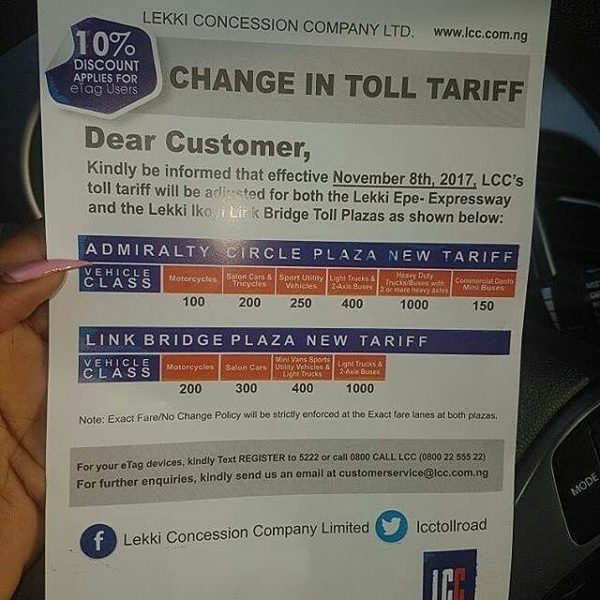 LEKKI CONCESSION COMPANY LTD. www.lcc.com.ng
10%
DISCOUNT
APPLIES FOR
eTag Users
CHANGE IN TOLL TARIFF
Dear Customer,
Kindly be informed that effective November 8th, 2017, LCC's
toll tariff will be adjusted for both the Lekki Epe- Expressway
and the Lekki Ikoyi Link Bridge Toll Plazas as shown below:
ADMIRALTY CIRCLE PLAZA NEW TARIFF
VEHICLE
CLASS
Motorcycles
Salon Cars &
Tricycles
Sport Utility
Vehicles
Light Trucks &
2-Axle Buses
Heavy Duty
Trucks/Buses with
2 or more heavy axles
Commercial Danfo
Mini Buses
100 200 250 400 1000 150
LINK BRIDGE PLAZA NEW TARIFF
VEHICLE
CLASS
Motorcycles
Salon Cars
Mini Vans Sports
Utility Vehicles &
Light Trucks
Light Trucks &
2-Axle Buses
200 300 400 1000
Note: Exact Fare/No Change Policy will be strictly enforced at the Exact fare lanes at both plazas.
For your eTag devices, kindly Text REGISTER to 5222 or call 0800 CALL LCC (0800 22 555 22)
For further enquiries, kindly send us an email at customerservice@lcc.com.ng
f Lekki Concession Company Limited lcctollroad
LCC
MODE